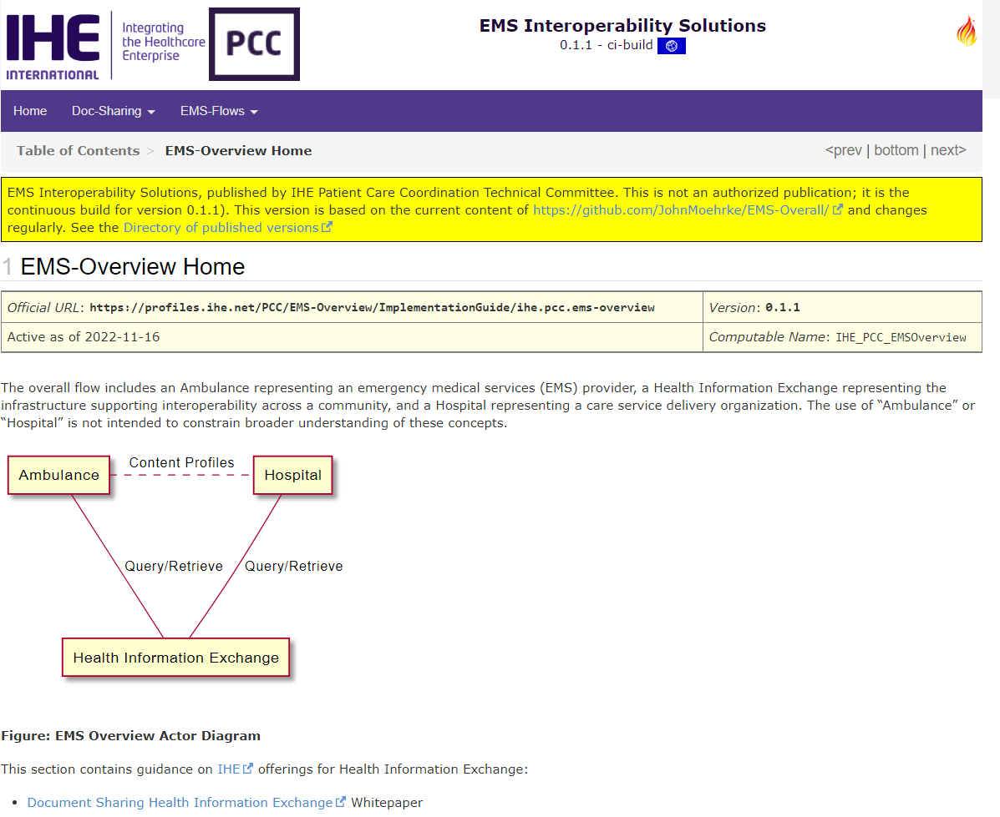 IHE
INTERNATIONAL
Integrating
the Healthcare
Enterprise
PCC
EMS Interoperability Solutions
0.1.1 - ci-build
Home Doc-Sharing EMS-Flows
Table of Contents > EMS-Overview Home
<prev | bottom | next>
EMS Interoperability Solutions, published by IHE Patient Care Coordination Technical Committee. This is not an authorized publication; it is the
continuous build for version 0.1.1). This version is based on the current content of https://github.com/JohnMoehrke/EMS-Overall/ and changes
regularly. See the Directory of published versions
1 EMS-Overview Home
Official URL: https://profiles.ihe.net/PCC/EMS-Overview/ImplementationGuide/ihe.pcc.ems-overview
Version: 0.1.1
Active as of 2022-11-16
Computable Name: IHE_PCC_EMSOverview
The overall flow includes an Ambulance representing an emergency medical services (EMS) provider, a Health Information Exchange representing the
infrastructure supporting interoperability across a community, and a Hospital representing a care service delivery organization. The use of “Ambulance” or
“Hospital” is not intended to constrain broader understanding of these concepts.
Ambulance
Content Profiles
Hospital
Query/Retrieve
Query/Retrieve
Health Information Exchange
Figure: EMS Overview Actor Diagram
This section contains guidance on IHE offerings for Health Information Exchange:
• Document Sharing Health Information Exchange Whitepaper